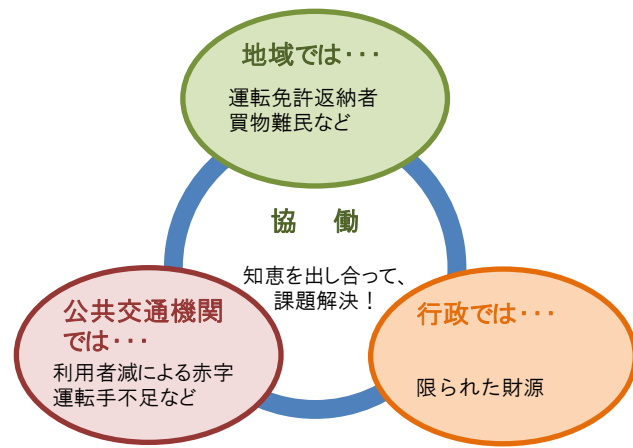 地域では･･･
運転免許返納者
買物難民など
協　働
知恵を出し合って、
課題解決！
公共交通機関
では･･･
利用者減による赤字
運転手不足など
行政では･･･
限られた財源